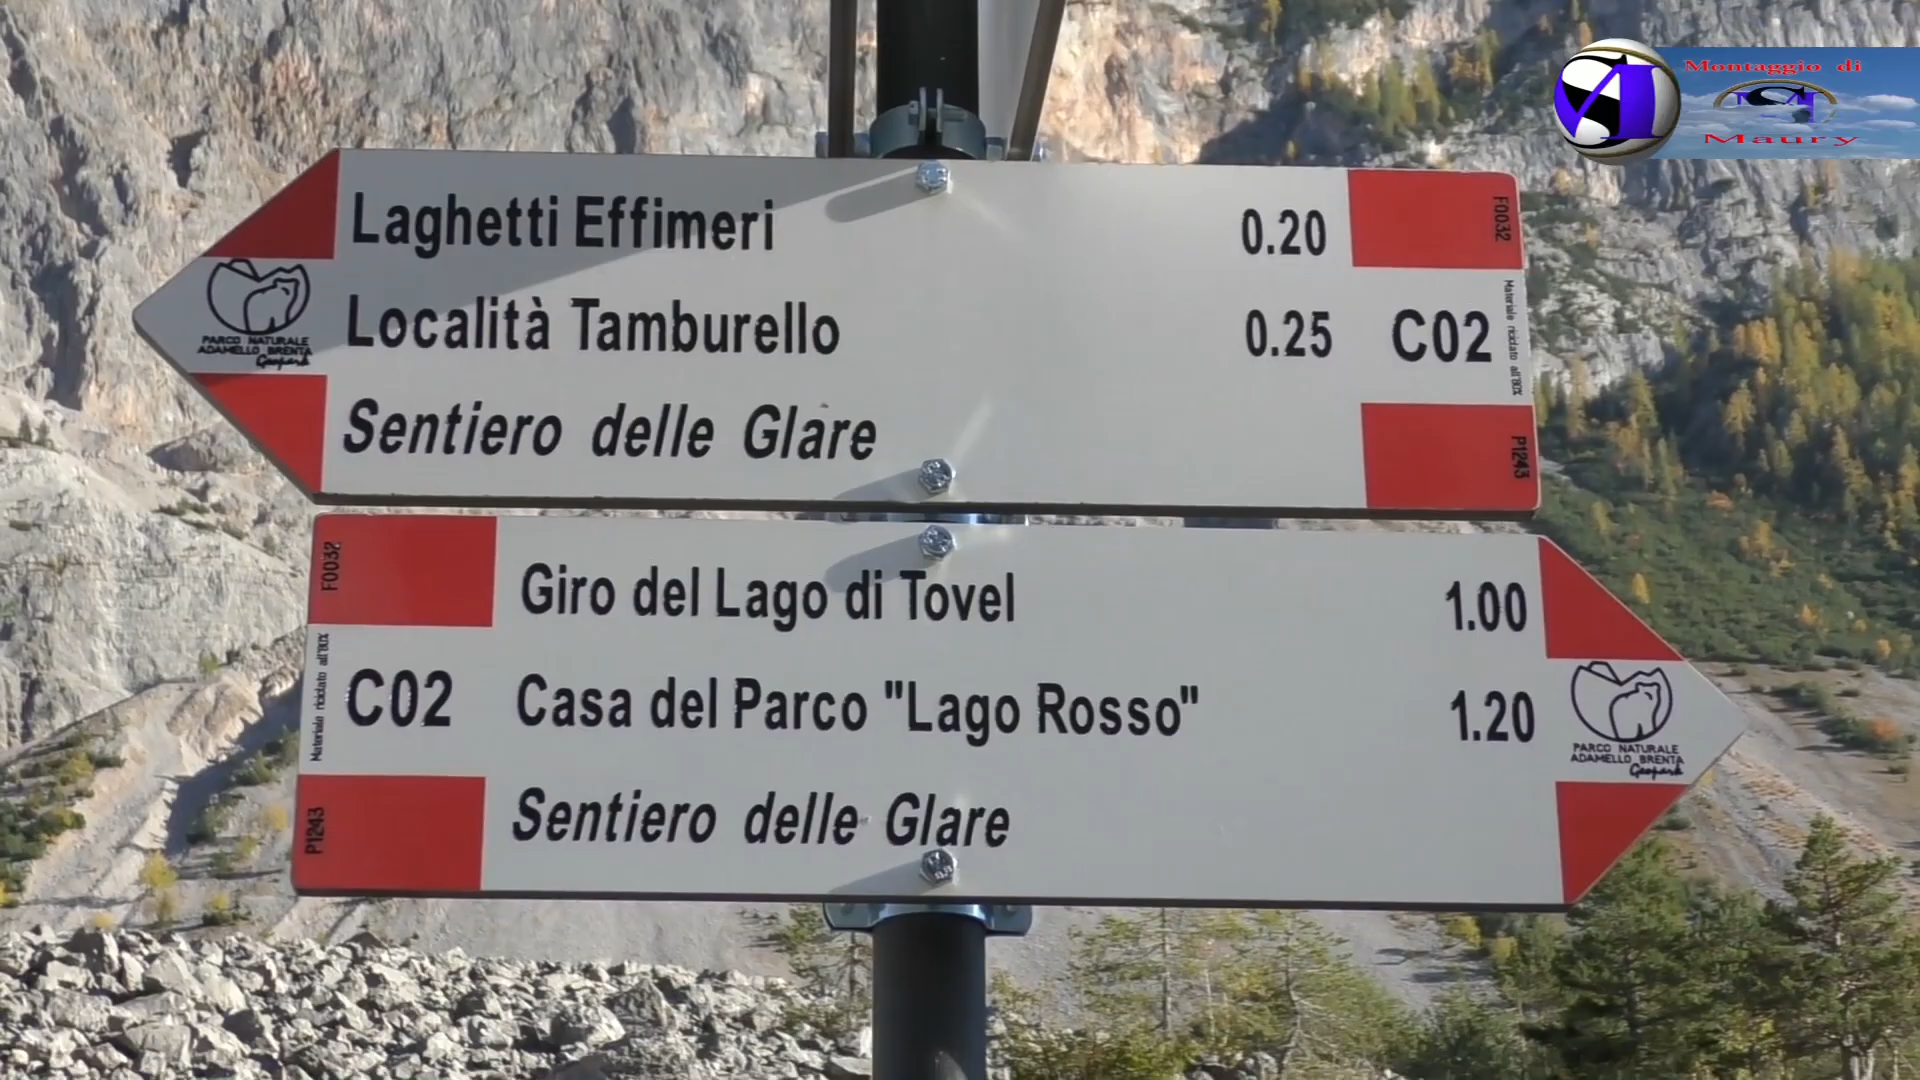 Montaggio di
Maury
Laghetti Effimeri 0.20
F0032
Località Tamburello 0.25 C02
Materiale riciclato all'80%
PARCO NATURALE
ADAMELLO BRENTA
Geopark
Sentiero delle Glare
P1243
F0032
Giro del Lago di Tovel 1.00
Materiale riciclato all'80%
C02 Casa del Parco "Lago Rosso" 1.20
PARCO NATURALE
ADAMELLO BRENTA
Geopark
P1243
Sentiero delle Glare